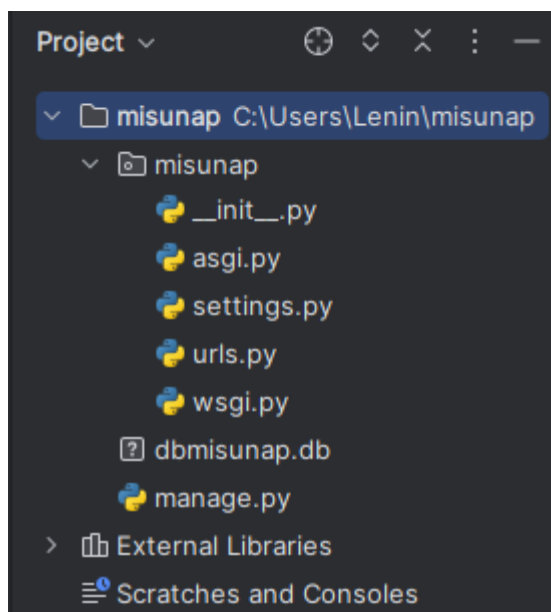 Project
misunap C:\Users\Lenin\misunap
misunap
__init__.py
asgi.py
settings.py
urls.py
wsgi.py
dbmisunap.db
manage.py
External Libraries
Scratches and Consoles